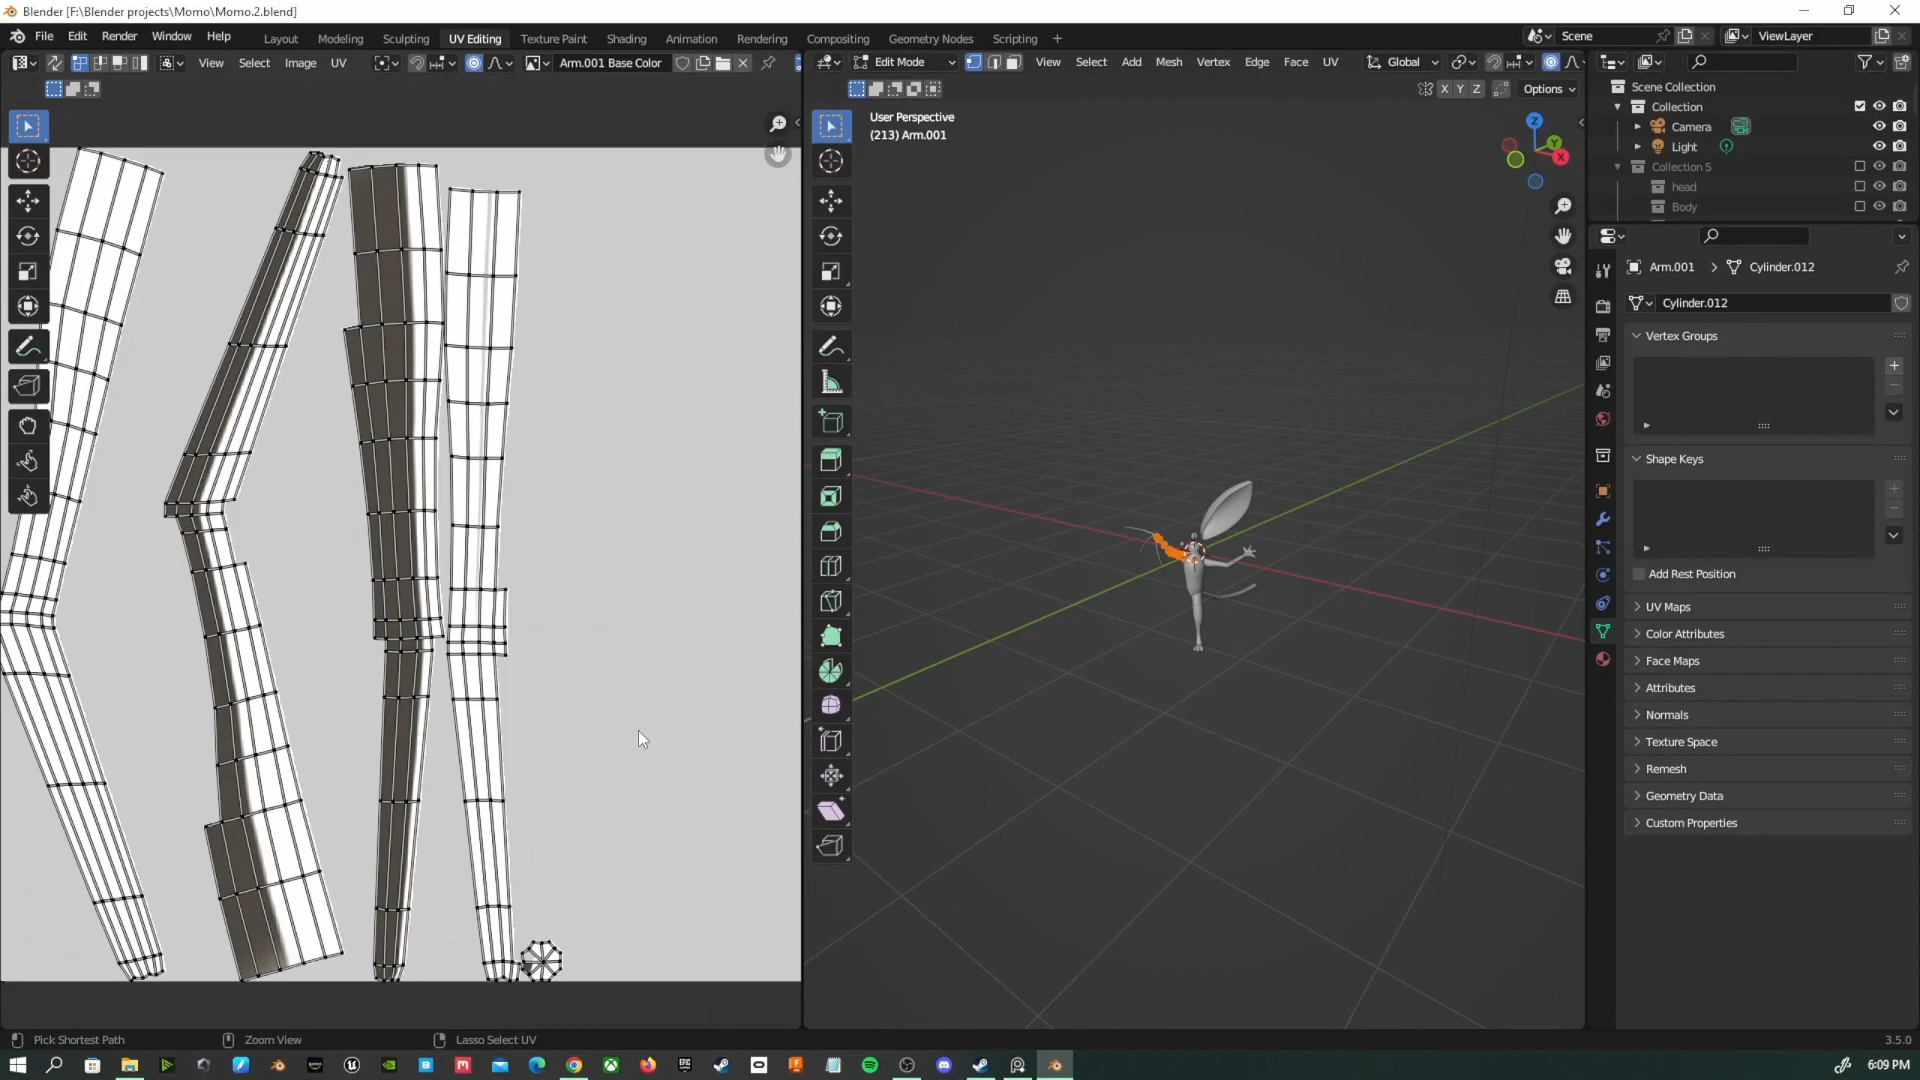 Blender [F:\Blender projects\Momo\Momo.2.blend]
File Edit Render Window Help Layout Modeling Sculpting UV Editing Texture Paint Shading Animation Rendering Compositing Geometry Nodes Scripting + Scene ViewLayer
View Select Image UV Arm.001 Base Color Edit Mode View Select Add Mesh Vertex Edge Face UV Global
X Y Z Options
User Perspective
(213) Arm.001
Z
Y
X
Scene Collection
Collection
Camera
Light
Collection 5
head
Body
Arm.001 > Cylinder.012
Cylinder.012
Vertex Groups
Shape Keys
Add Rest Position
UV Maps
Color Attributes
Face Maps
Attributes
Normals
Texture Space
Remesh
Geometry Data
Custom Properties
Pick Shortest Path Zoom View Lasso Select UV 3.5.0
6:09 PM